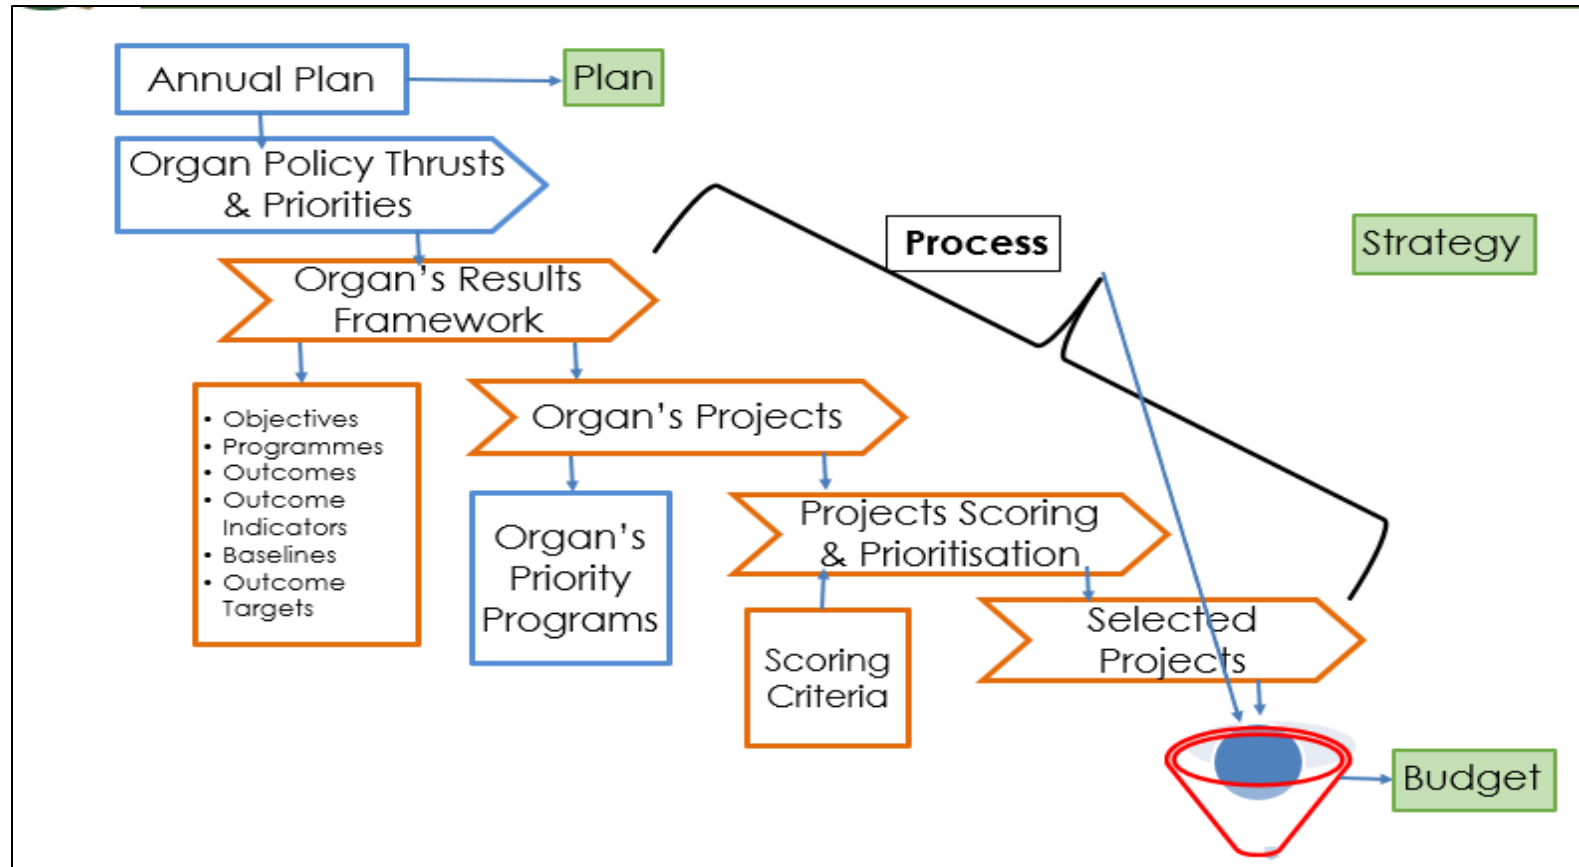 Annual Plan
Plan
Organ Policy Thrusts
& Priorities
Process
Strategy
Organ's Results
Framework
• Objectives
• Programmes
• Outcomes
• Outcome
Indicators
• Baselines
• Outcome
Targets
Organ's Projects
Organ's
Priority
Programs
Projects Scoring
& Prioritisation
Scoring
Criteria
Selected
Projects
Budget